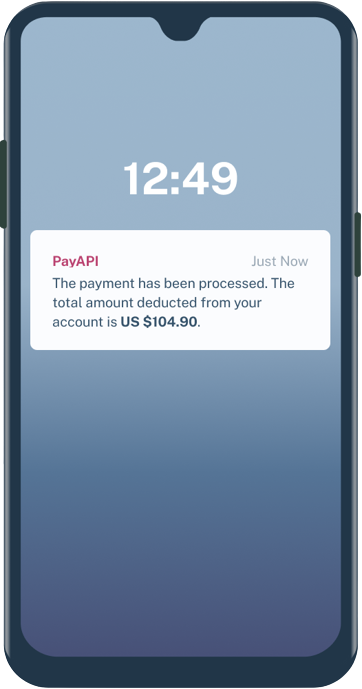 12:49
PayAPI Just Now
The payment has been processed. The
total amount deducted from your
account is US $104.90.